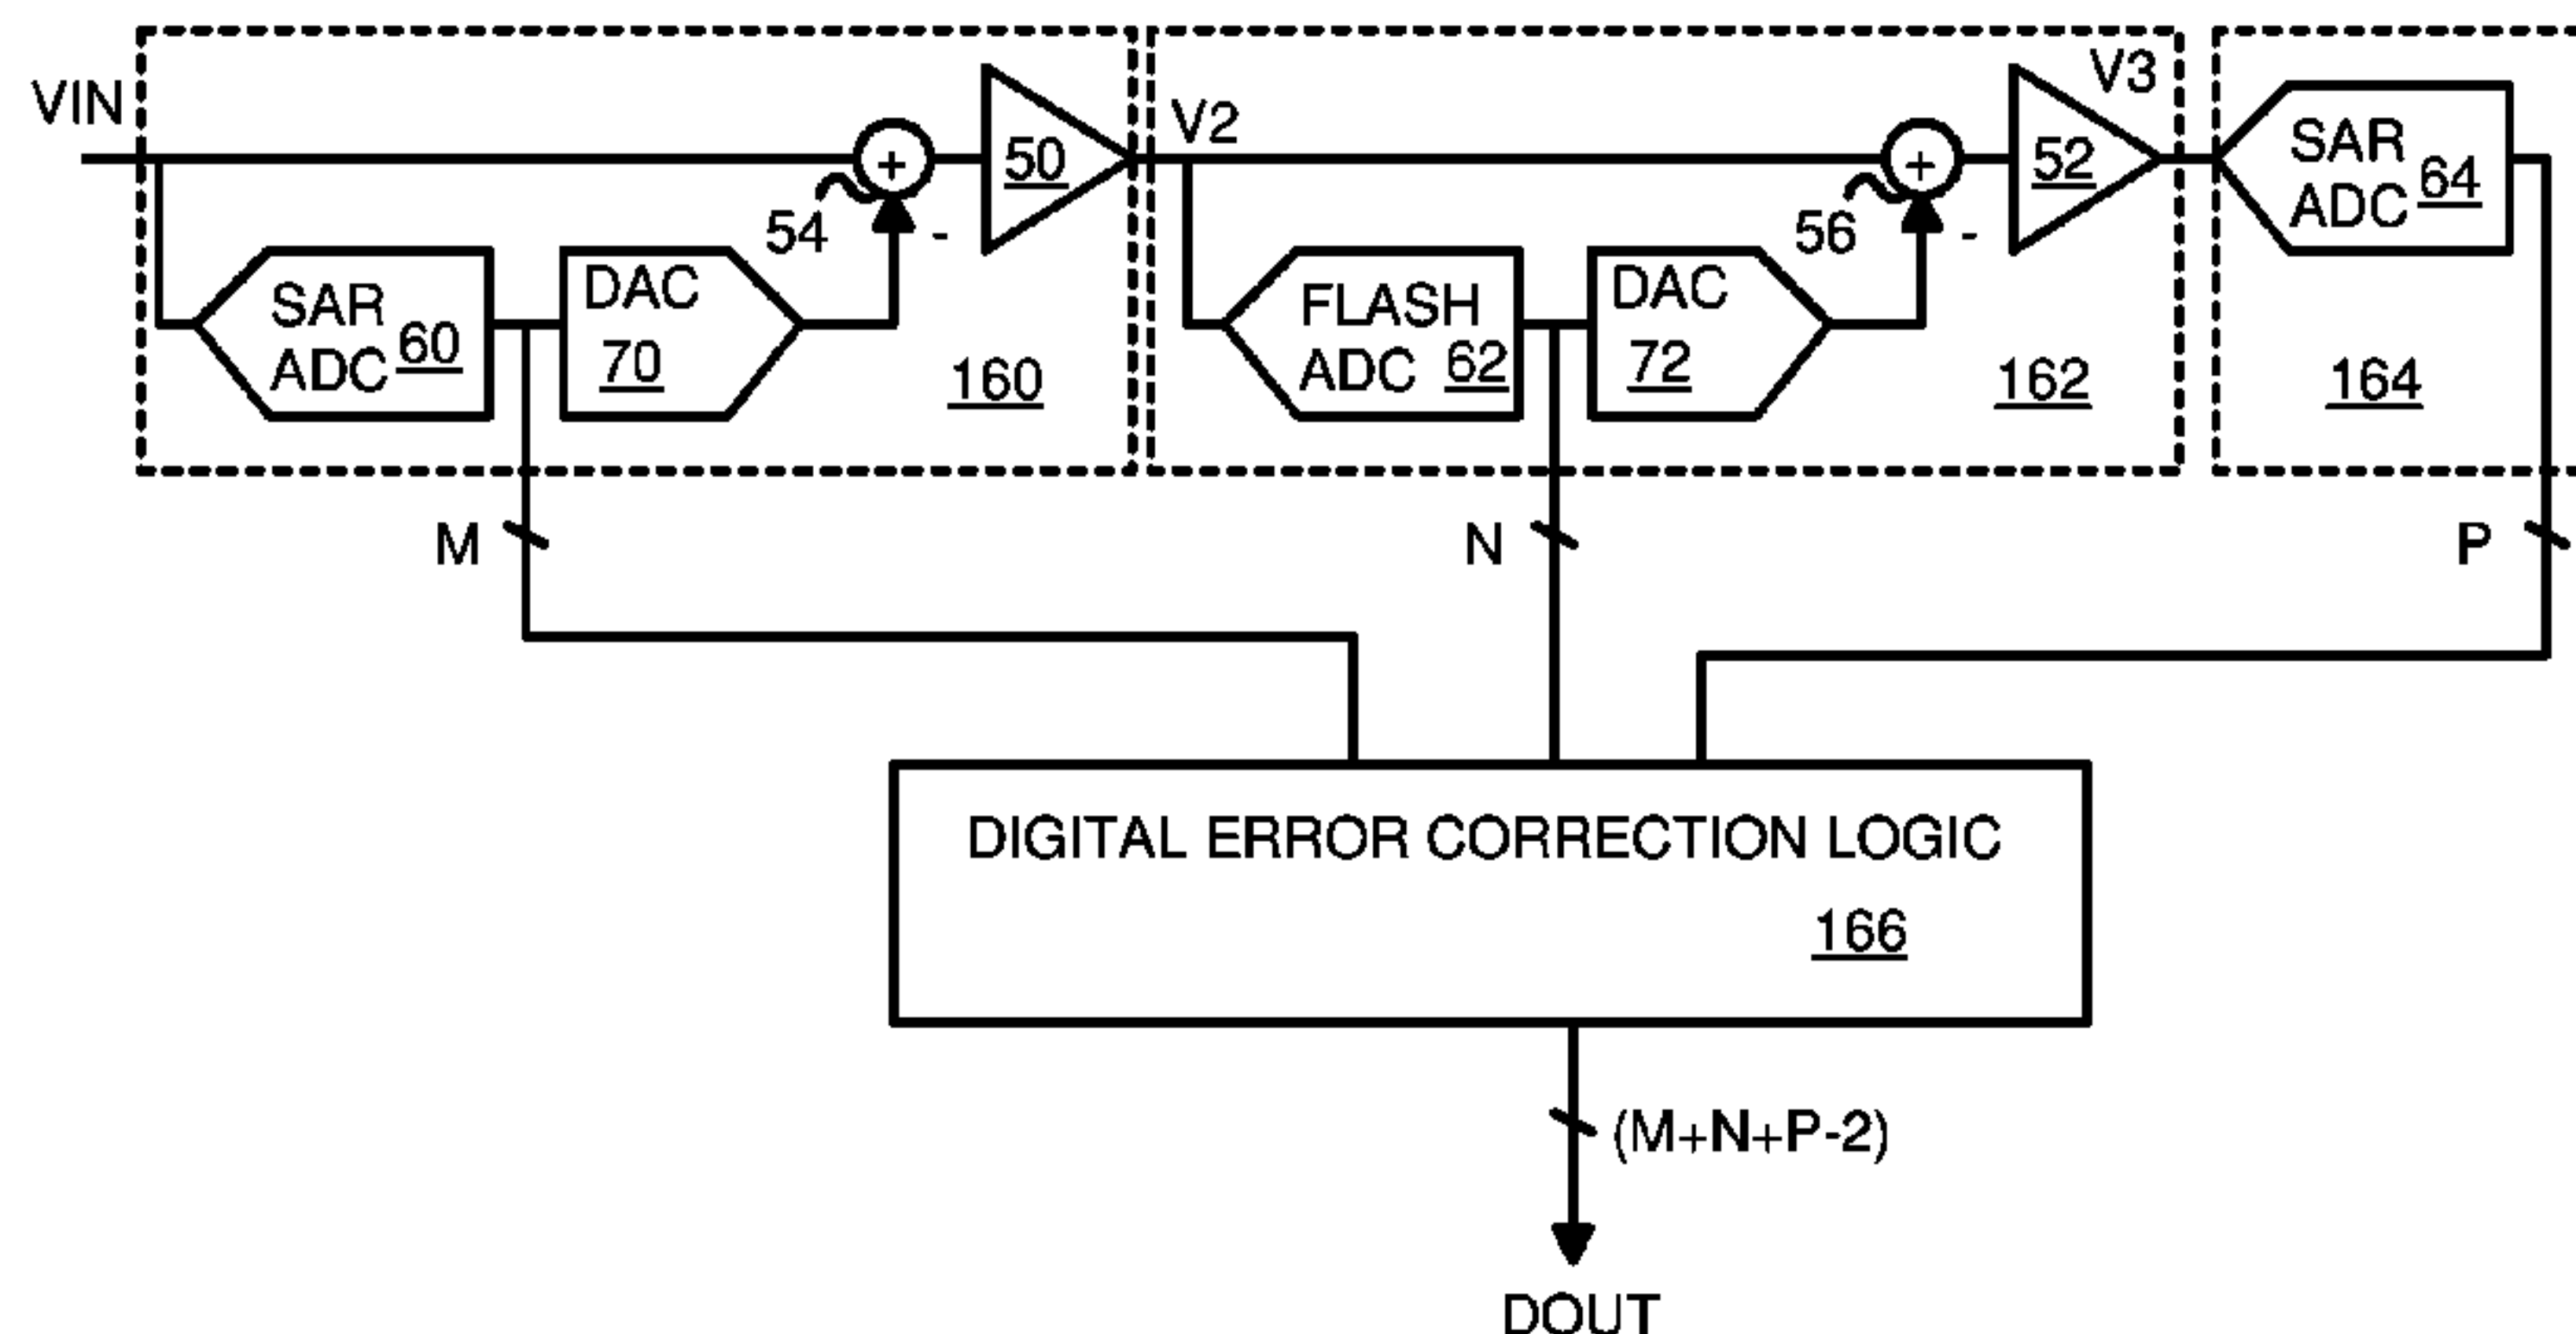 VIN
SAR
ADC 60
DAC
70
54
+
-
50
160
V2
FLASH
ADC 62
DAC
72
56
+
-
52
V3
162
SAR
ADC 64
164
M
N
P
DIGITAL ERROR CORRECTION LOGIC
166
(M+N+P-2)
DOUT